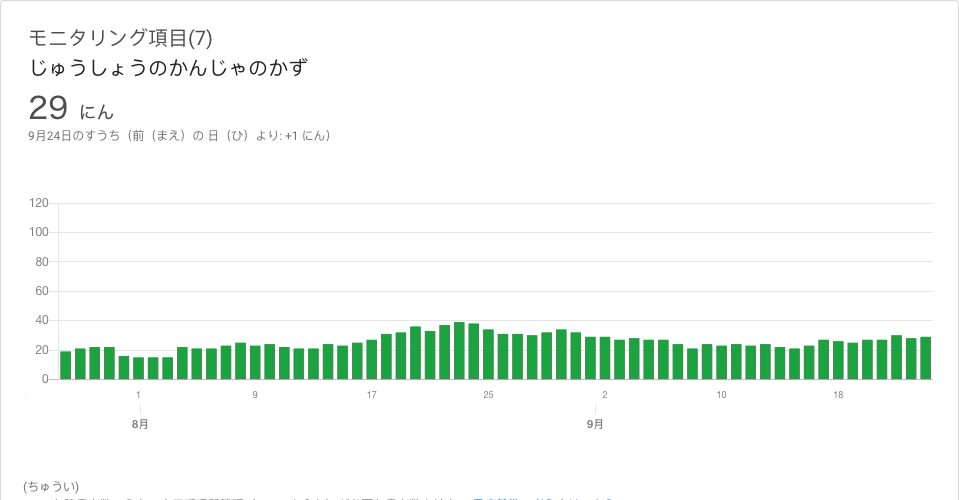 モニタリング項目(7)
じゅうしょうのかんじゃのかず
29 にん
9月24日のすうち（前（まえ）の 日（ひ）より: +1 にん）
120
100
80
60
40
20
0
1 9 17 25 2 10 18
8月 9月
(ちゅうい)